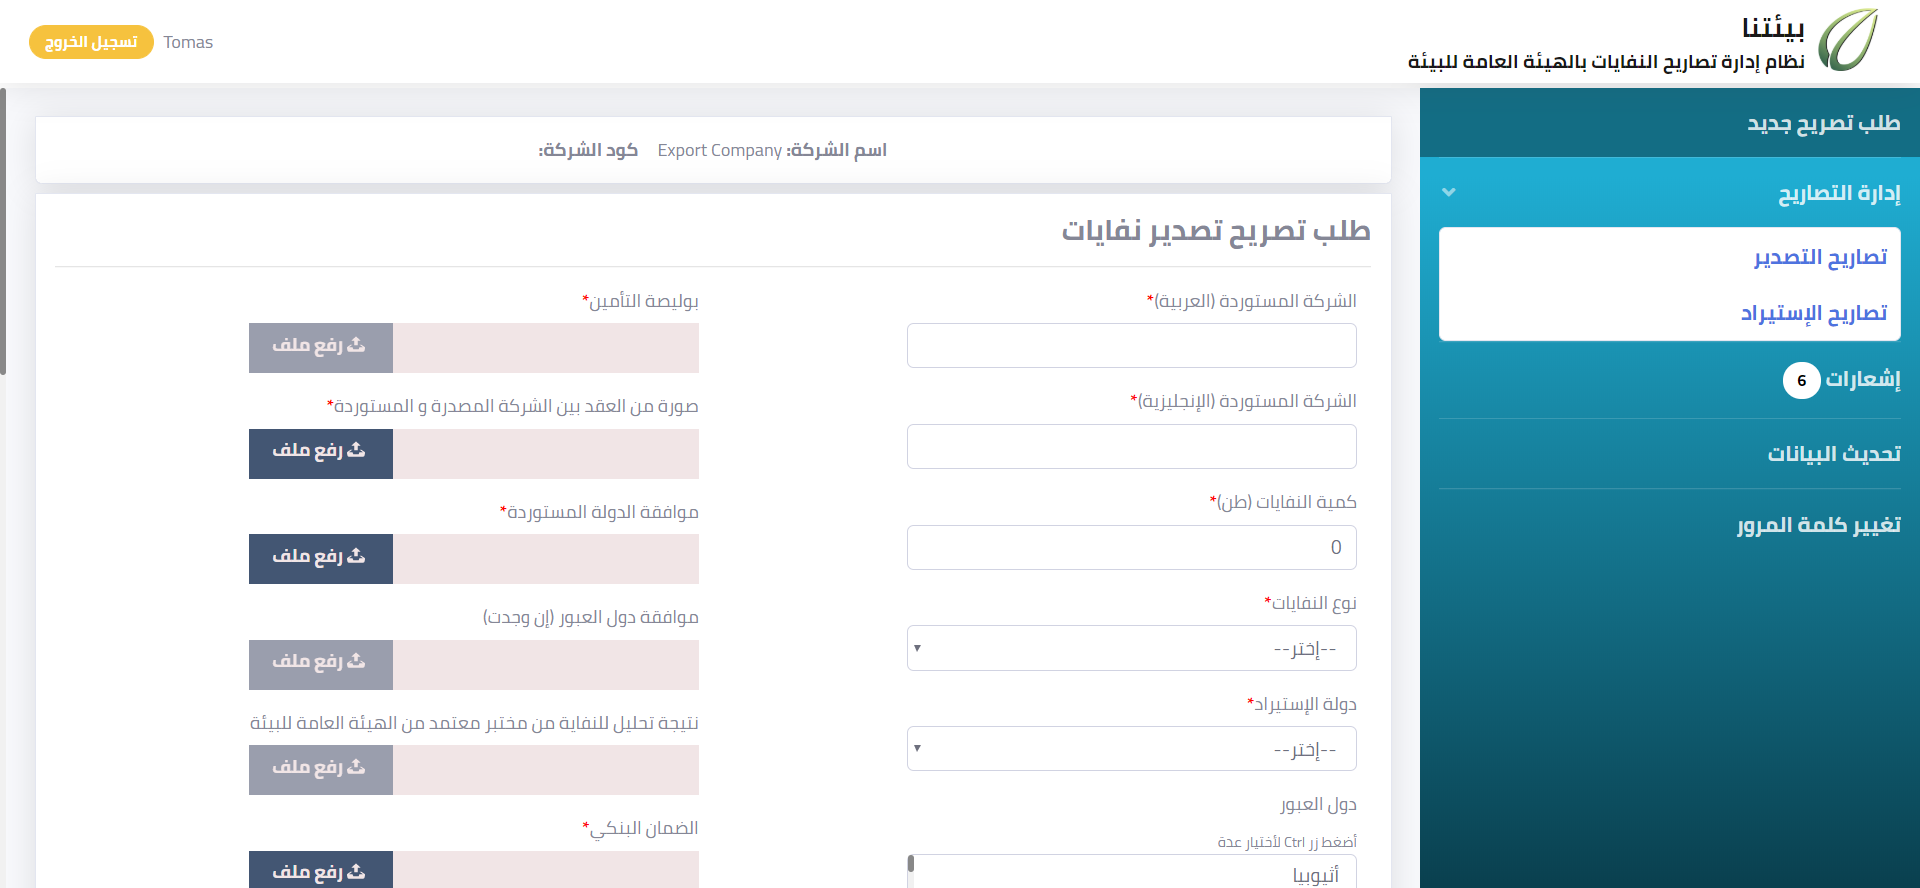 بيئتنا
نظام إدارة تصاريح النفايات بالهيئة العامة للبيئة
Tomas
تسجيل الخروج
طلب تصريح جديد
إدارة التصاريح
تصاريح التصدير
تصاريح الإستيراد
إشعارات 6
تحديث البيانات
تغيير كلمة المرور
اسم الشركة: Export Company كود الشركة:
طلب تصريح تصدير نفايات
الشركة المستوردة (العربية)*
الشركة المستوردة (الإنجليزية)*
كمية النفايات (طن)*
0
نوع النفايات*
--إختر--
دولة الإستيراد*
--إختر--
دول العبور
أضغط زر Ctrl لأختيار عدة
أثيوبيا
بوليصة التأمين*
رفع ملف
صورة من العقد بين الشركة المصدرة و المستوردة*
رفع ملف
موافقة الدولة المستوردة*
رفع ملف
موافقة دول العبور (إن وجدت)
رفع ملف
نتيجة تحليل للنفاية من مختبر معتمد من الهيئة العامة للبيئة
رفع ملف
الضمان البنكي*
رفع ملف